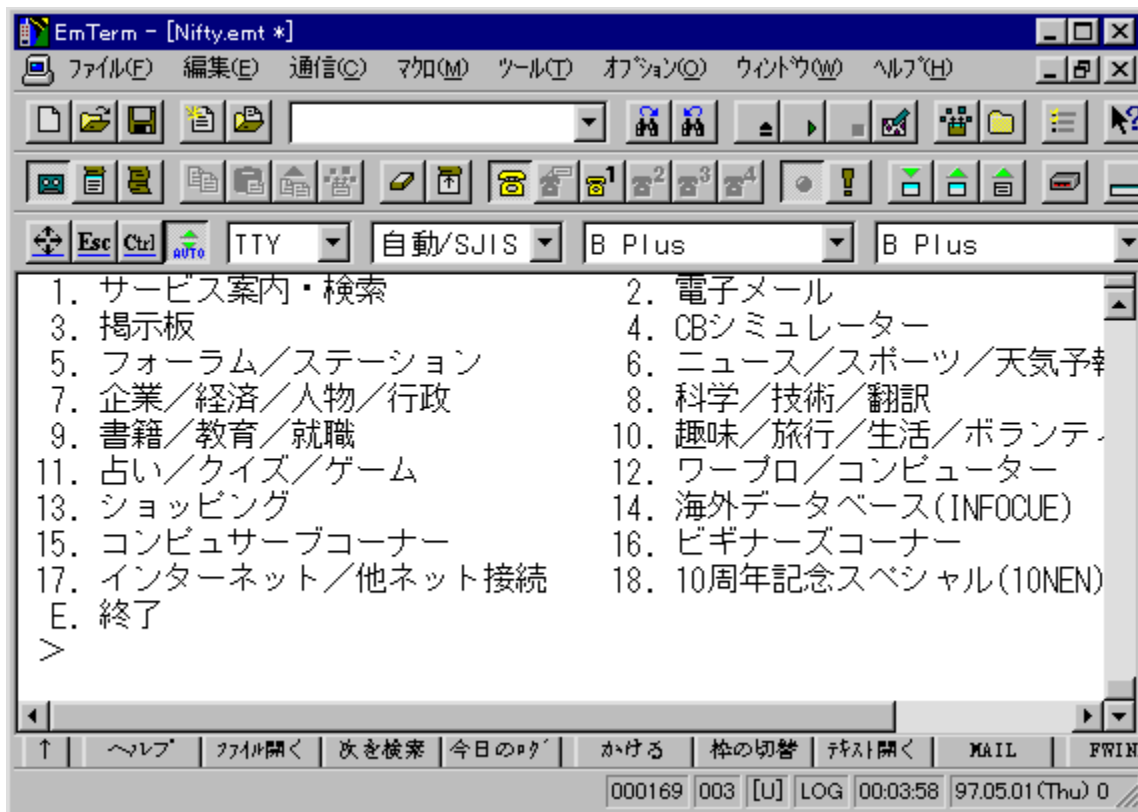 EmTerm - [Nifty.emt *]
ﾌｧｲﾙ(F) 編集(E) 通信(C) ﾏｸﾛ(M) ﾂｰﾙ(T) ｵﾌﾟｼｮﾝ(O) ｳｨﾝﾄﾞｳ(W) ﾍﾙﾌﾟ(H)
1 2 3 4
Esc Ctrl AUTO TTY 自動/SJIS B Plus B Plus
1. サービス案内・検索 2. 電子メール
3. 掲示板 4. CBシミュレーター
5. フォーラム／ステーション 6. ニュース／スポーツ／天気予報
7. 企業／経済／人物／行政 8. 科学／技術／翻訳
9. 書籍／教育／就職 10. 趣味／旅行／生活／ボランテ
11. 占い／クイズ／ゲーム 12. ワープロ／コンピューター
13. ショッピング 14. 海外データベース(INFOCUE)
15. コンピュサーブコーナー 16. ビギナーズコーナー
17. インターネット／他ネット接続 18. 10周年記念スペシャル(10NEN)
E. 終了
>
↑ ヘルプ ﾌｧｲﾙ開く 次を検索 今日のﾛｸﾞ かける 枠の切替 ﾃｷｽﾄ開く MAIL FWIN
000169 003 [U] LOG 00:03:58 97.05.01(Thu) 0